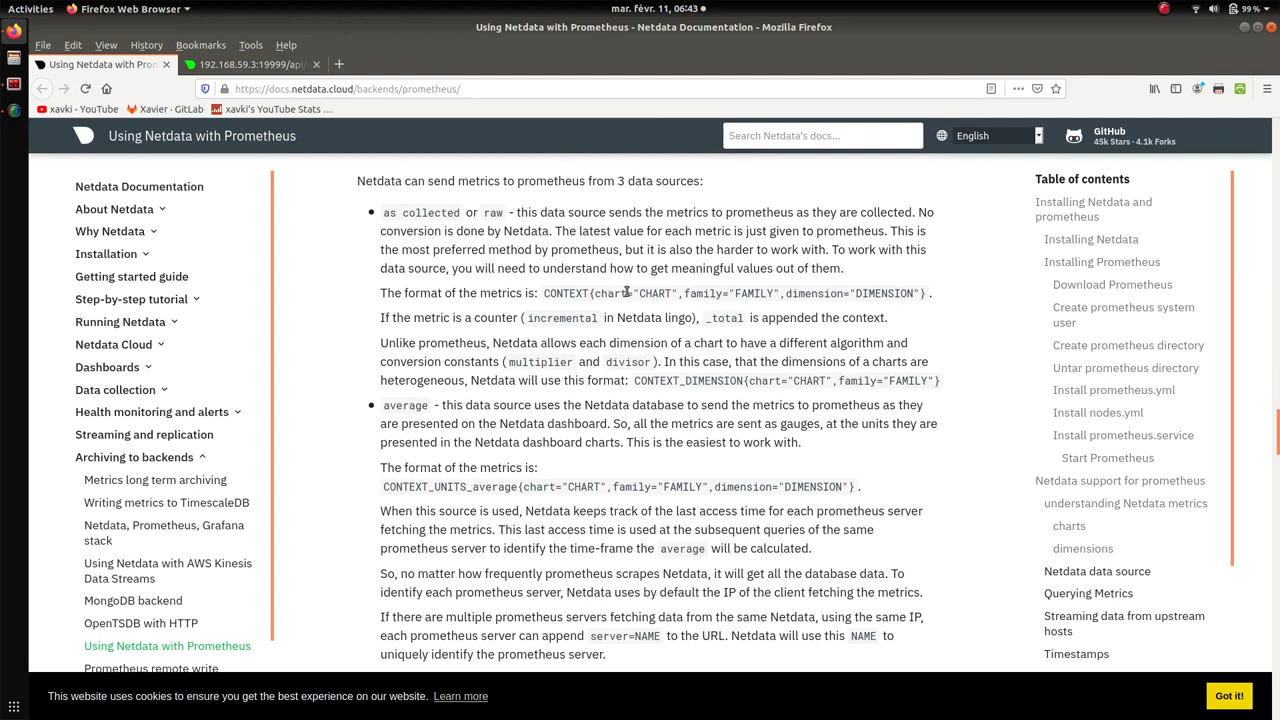 Activities
Firefox Web Browser
mar. févr. 11, 06:43
99 %
Using Netdata with Prometheus - Netdata Documentation - Mozilla Firefox
File Edit View History Bookmarks Tools Help
Using Netdata with Pro
192.168.59.3:19999/api/
https://docs.netdata.cloud/backends/prometheus/
xavki - YouTube
Xavier · GitLab
xavki's YouTube Stats …
Using Netdata with Prometheus
Search Netdata's docs...
English
GitHub
45k Stars · 4.1k Forks
Netdata Documentation
About Netdata
Why Netdata
Installation
Getting started guide
Step-by-step tutorial
Running Netdata
Netdata Cloud
Dashboards
Data collection
Health monitoring and alerts
Streaming and replication
Archiving to backends
Metrics long term archiving
Writing metrics to TimescaleDB
Netdata, Prometheus, Grafana
stack
Using Netdata with AWS Kinesis
Data Streams
MongoDB backend
OpenTSDB with HTTP
Using Netdata with Prometheus
Prometheus remote write
Netdata can send metrics to prometheus from 3 data sources:
as collected or raw - this data source sends the metrics to prometheus as they are collected. No
conversion is done by Netdata. The latest value for each metric is just given to prometheus. This is
the most preferred method by prometheus, but it is also the harder to work with. To work with this
data source, you will need to understand how to get meaningful values out of them.
The format of the metrics is: CONTEXT{chart="CHART",family="FAMILY",dimension="DIMENSION"} .
If the metric is a counter ( incremental in Netdata lingo), _total is appended the context.
Unlike prometheus, Netdata allows each dimension of a chart to have a different algorithm and
conversion constants ( multiplier and divisor ). In this case, that the dimensions of a charts are
heterogeneous, Netdata will use this format: CONTEXT_DIMENSION{chart="CHART",family="FAMILY"}
average - this data source uses the Netdata database to send the metrics to prometheus as they
are presented on the Netdata dashboard. So, all the metrics are sent as gauges, at the units they are
presented in the Netdata dashboard charts. This is the easiest to work with.
The format of the metrics is:
CONTEXT_UNITS_average{chart="CHART",family="FAMILY",dimension="DIMENSION"} .
When this source is used, Netdata keeps track of the last access time for each prometheus server
fetching the metrics. This last access time is used at the subsequent queries of the same
prometheus server to identify the time-frame the average will be calculated.
So, no matter how frequently prometheus scrapes Netdata, it will get all the database data. To
identify each prometheus server, Netdata uses by default the IP of the client fetching the metrics.
If there are multiple prometheus servers fetching data from the same Netdata, using the same IP,
each prometheus server can append server=NAME to the URL. Netdata will use this NAME to
uniquely identify the prometheus server.
Table of contents
Installing Netdata and
prometheus
Installing Netdata
Installing Prometheus
Download Prometheus
Create prometheus system
user
Create prometheus directory
Untar prometheus directory
Install prometheus.yml
Install nodes.yml
Install prometheus.service
Start Prometheus
Netdata support for prometheus
understanding Netdata metrics
charts
dimensions
Netdata data source
Querying Metrics
Streaming data from upstream
hosts
Timestamps
This website uses cookies to ensure you get the best experience on our website. Learn more
Got it!